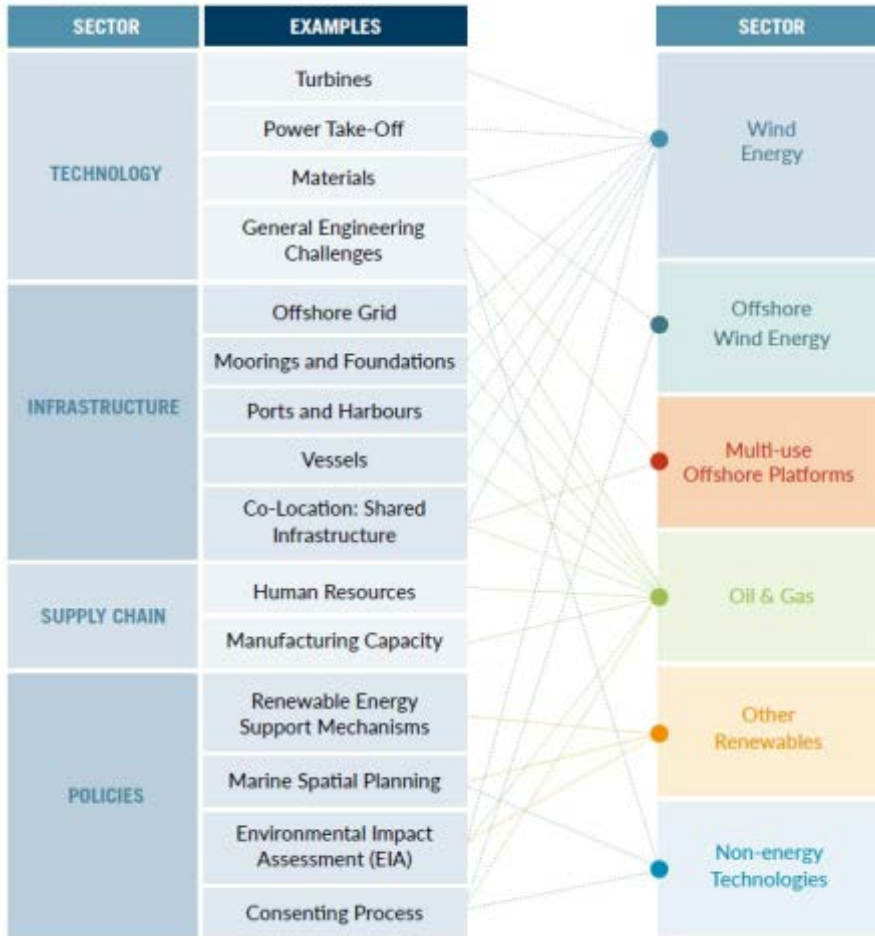 SECTOR
EXAMPLES
SECTOR
TECHNOLOGY
Turbines
Power Take-Off
Materials
General Engineering
Challenges
INFRASTRUCTURE
Offshore Grid
Moorings and Foundations
Ports and Harbours
Vessels
Co-Location: Shared
Infrastructure
SUPPLY CHAIN
Human Resources
Manufacturing Capacity
POLICIES
Renewable Energy
Support Mechanisms
Marine Spatial Planning
Environmental Impact
Assessment (EIA)
Consenting Process
Wind
Energy
Offshore
Wind Energy
Multi-use
Offshore Platforms
Oil & Gas
Other
Renewables
Non-energy
Technologies